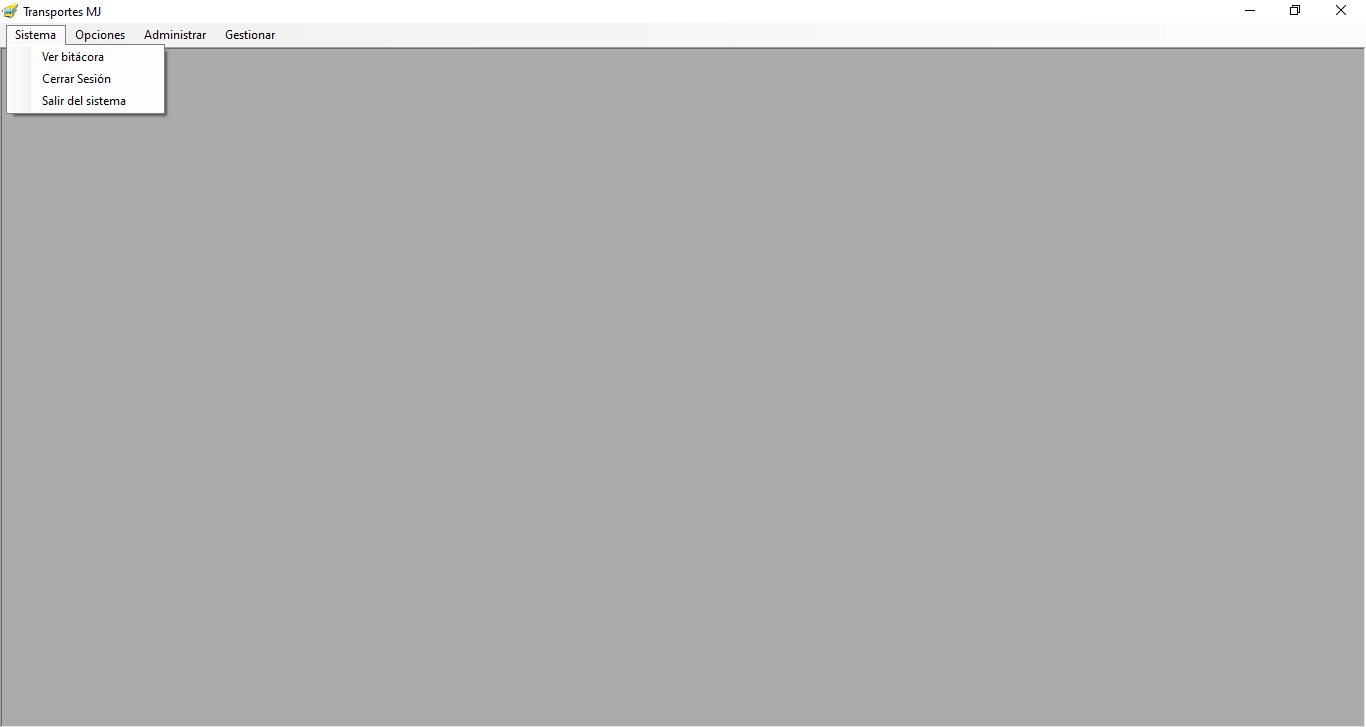 Transportes MJ
Sistema Opciones Administrar Gestionar
Ver bitácora
Cerrar Sesión
Salir del sistema